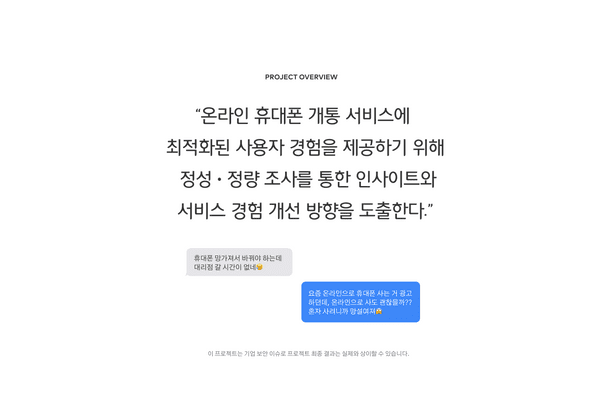 PROJECT OVERVIEW
“온라인 휴대폰 개통 서비스에
최적화된 사용자 경험을 제공하기 위해
정성 • 정량 조사를 통한 인사이트와
서비스 경험 개선 방향을 도출한다.”
휴대폰 망가져서 바꿔야 하는데
대리점 갈 시간이 없네😥
요즘 온라인으로 휴대폰 사는 거 광고
하던데, 온라인으로 사도 괜찮을까??
혼자 사려니까 망설여져😰
이 프로젝트는 기업 보안 이슈로 프로젝트 최종 결과는 실제와 상이할 수 있습니다.